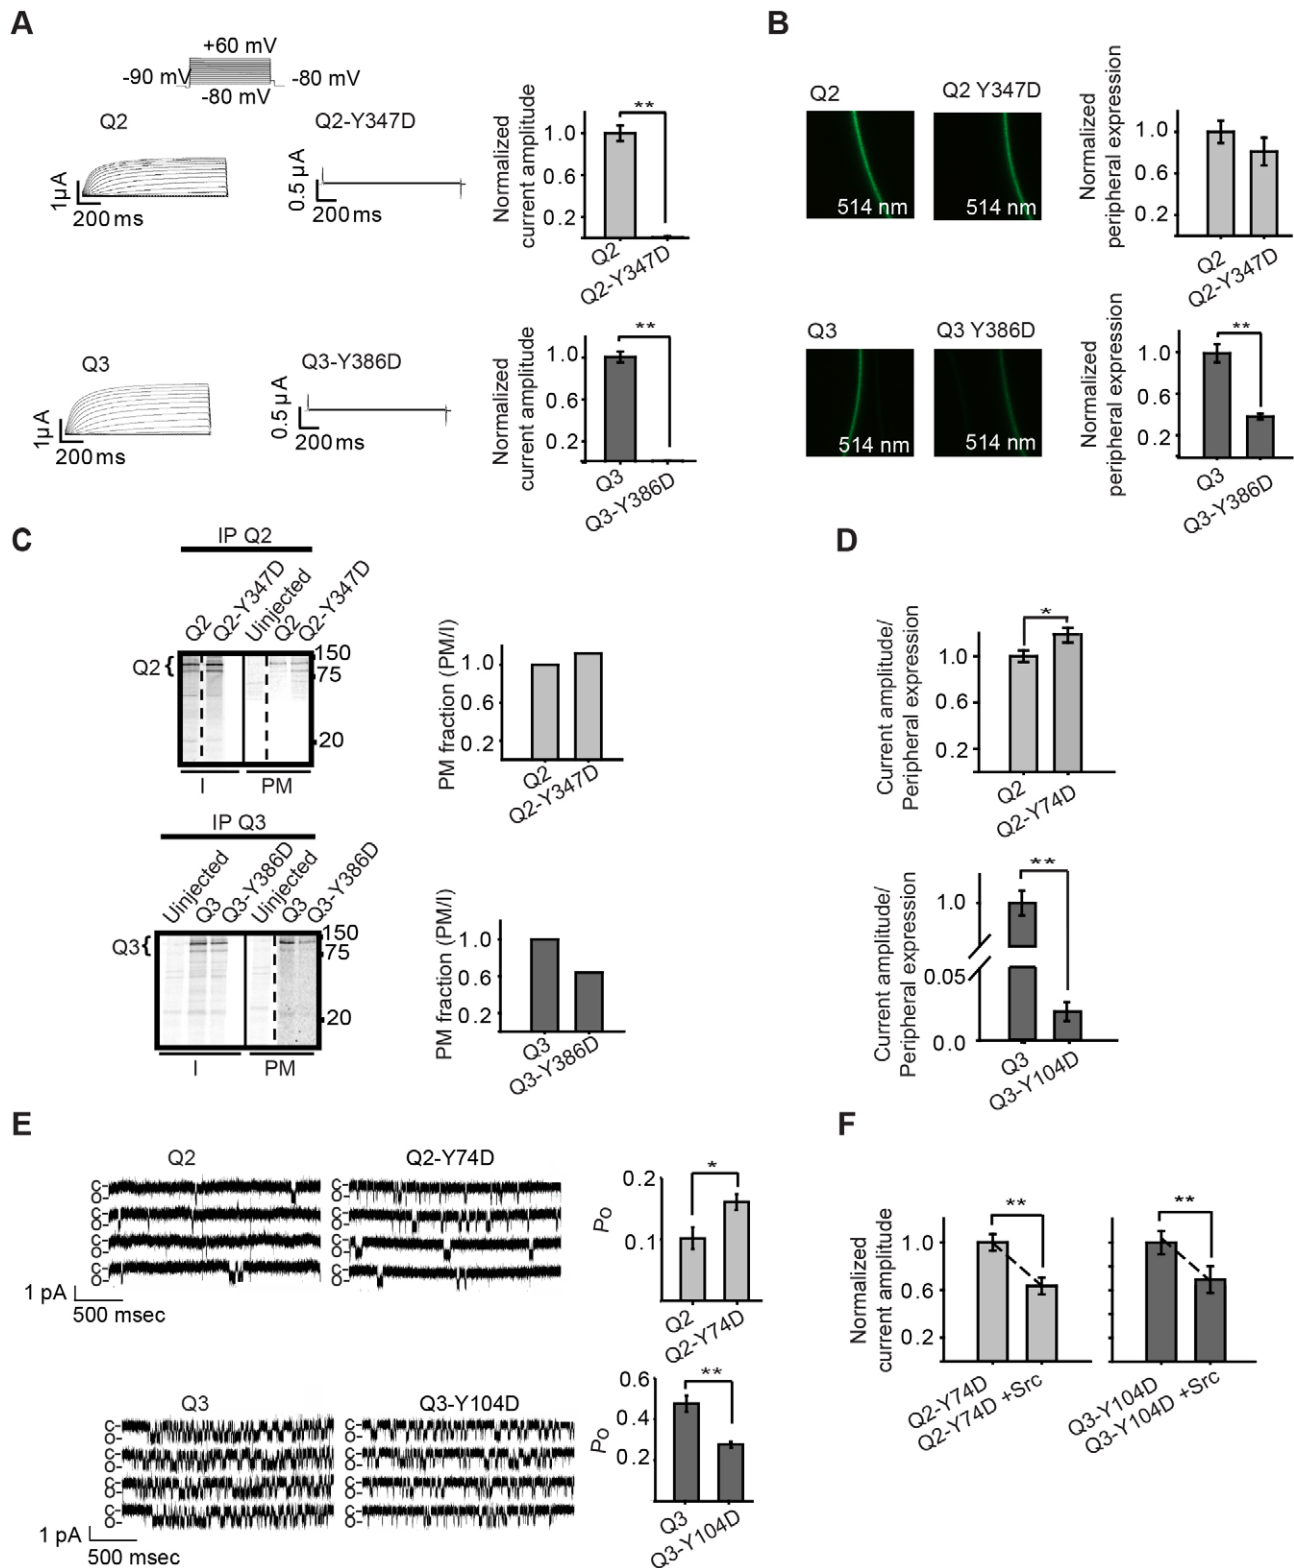 A
+60 mV
-90 mV
-80 mV
-80 mV
Q2
Q2-Y347D
1µA
200 ms
0.5 µA
200 ms
Normalized
current amplitude
1.0
0.6
0.2
**
Q2
Q2-Y347D
Q3
Q3-Y386D
1µA
200 ms
0.5 µA
200 ms
Normalized
current amplitude
1.0
0.6
0.2
**
Q3
Q3-Y386D
B
Q2
Q2 Y347D
514 nm
514 nm
Normalized
peripheral expression
1.0
0.6
0.2
Q2
Q2-Y347D
Q3
Q3 Y386D
514 nm
514 nm
Normalized
peripheral expression
1.0
0.6
0.2
**
Q3
Q3-Y386D
C
IP Q2
Q2
Q2-Y347D
Uinjected
Q2
Q2-Y347D
Q2{
150
75
20
I
PM
PM fraction (PM/I)
1.0
0.6
0.2
Q2
Q2-Y347D
IP Q3
Uinjected
Q3
Q3-Y386D
Uinjected
Q3
Q3-Y386D
Q3{
150
75
20
I
PM
PM fraction (PM/I)
1.0
0.6
0.2
Q3
Q3-Y386D
D
Current amplitude/
Peripheral expression
1.0
0.6
0.2
*
Q2
Q2-Y74D
Current amplitude/
Peripheral expression
1.0
0.05
0.0
**
Q3
Q3-Y104D
E
Q2
Q2-Y74D
C-
O-
C-
O-
C-
O-
C-
O-
C-
O-
C-
O-
C-
O-
C-
O-
1 pA
500 msec
Po
0.2
0.1
*
Q2
Q2-Y74D
Q3
Q3-Y104D
C-
O-
C-
O-
C-
O-
C-
O-
C-
O-
C-
O-
C-
O-
C-
O-
1 pA
500 msec
Po
0.6
0.4
0.2
**
Q3
Q3-Y104D
F
Normalized
current amplitude
1.0
0.6
0.2
**
Q2-Y74D
Q2-Y74D +Src
**
Q3-Y104D
Q3-Y104D +Src